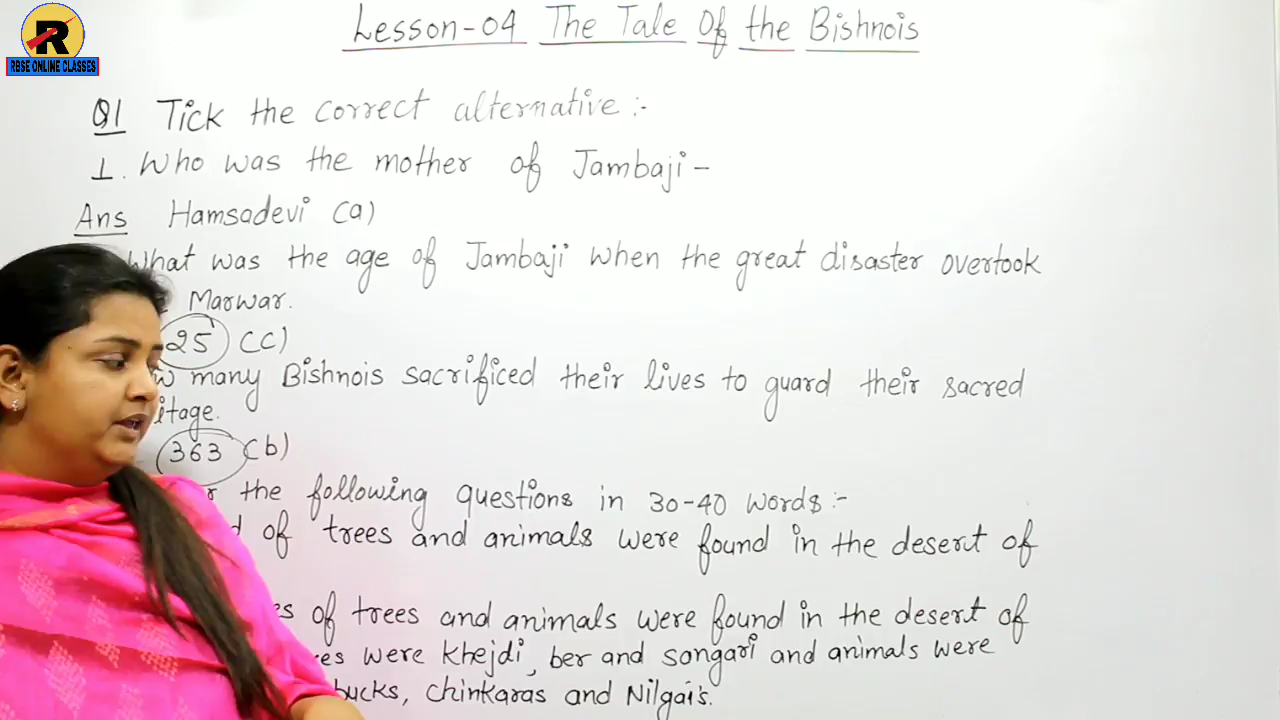 R
RBSE ONLINE CLASSES
Lesson-04 The Tale Of the Bishnois
Q1 Tick the correct alternative:-
1. Who was the mother of Jambaji-
Ans Hamsadevi (a)
What was the age of Jambaji when the great disaster overtook
Marwar.
25 (c)
many Bishnois sacrificed their lives to guard their sacred
363 (b)
the following questions in 30-40 words:-
of trees and animals were found in the desert of
of trees and animals were found in the desert of
were khejdi, ber and sangari and animals were
bucks, chinkaras and Nilgais.